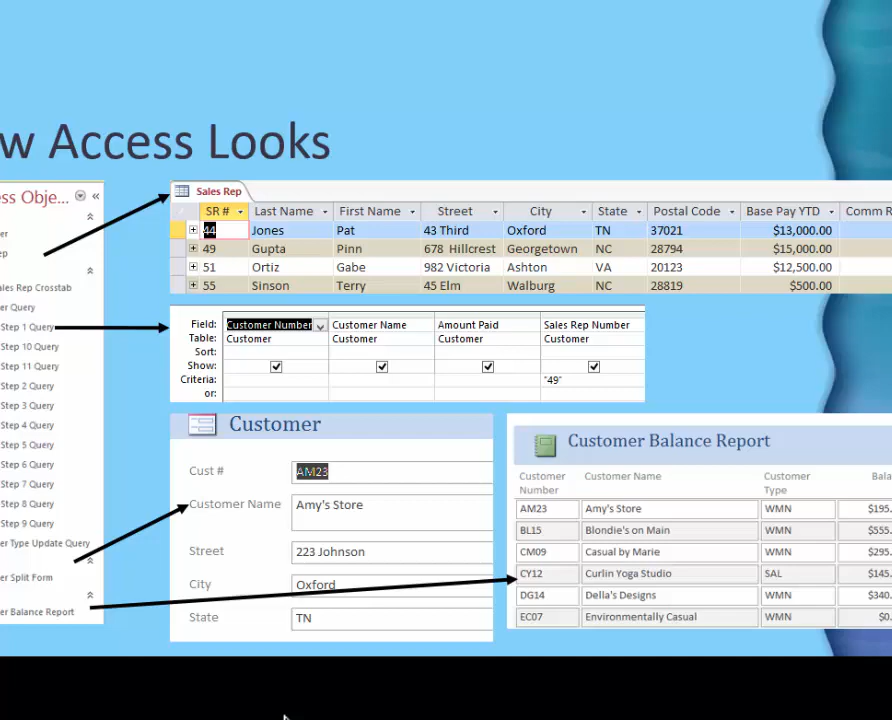 w Access Looks
ss Obje... «
er
ep
ales Rep Crosstab
er Query
Step 1 Query
Step 10 Query
Step 11 Query
Step 2 Query
Step 3 Query
Step 4 Query
Step 5 Query
Step 6 Query
Step 7 Query
Step 8 Query
Step 9 Query
er Type Update Query
er Split Form
er Balance Report
Sales Rep
SR # Last Name First Name Street City State Postal Code Base Pay YTD Comm R
44 Jones Pat 43 Third Oxford TN 37021 $13,000.00
49 Gupta Pinn 678 Hillcrest Georgetown NC 28794 $15,000.00
51 Ortiz Gabe 982 Victoria Ashton VA 20123 $12,500.00
55 Sinson Terry 45 Elm Walburg NC 28819 $500.00
Field: Customer Number Customer Name Amount Paid Sales Rep Number
Table: Customer Customer Customer Customer
Sort:
Show:
Criteria: "49"
or:
Customer
Cust # AM23
Customer Name Amy's Store
Street 223 Johnson
City Oxford
State TN
Customer Balance Report
Customer Customer Name Customer Bala
Number Type
AM23 Amy's Store WMN $195.
BL15 Blondie's on Main WMN $555.
CM09 Casual by Marie WMN $295.
CY12 Curlin Yoga Studio SAL $145.
DG14 Della's Designs WMN $340.
EC07 Environmentally Casual WMN $0.